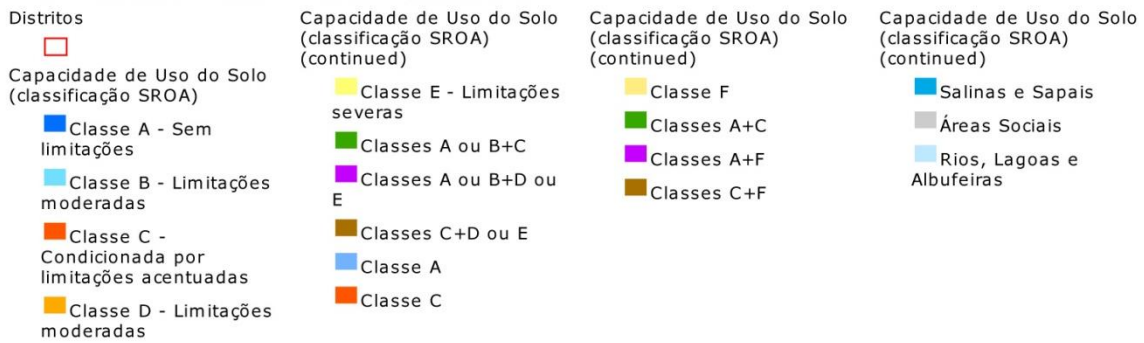 Distritos
Capacidade de Uso do Solo
(classificação SROA)
Classe A - Sem
limitações
Classe B - Limitações
moderadas
Classe C -
Condicionada por
limitações acentuadas
Classe D - Limitações
moderadas
Capacidade de Uso do Solo
(classificação SROA)
(continued)
Classe E - Limitações
severas
Classes A ou B+C
Classes A ou B+D ou
E
Classes C+D ou E
Classe A
Classe C
Capacidade de Uso do Solo
(classificação SROA)
(continued)
Classe F
Classes A+C
Classes A+F
Classes C+F
Capacidade de Uso do Solo
(classificação SROA)
(continued)
Salinas e Sapais
Áreas Sociais
Rios, Lagoas e
Albufeiras